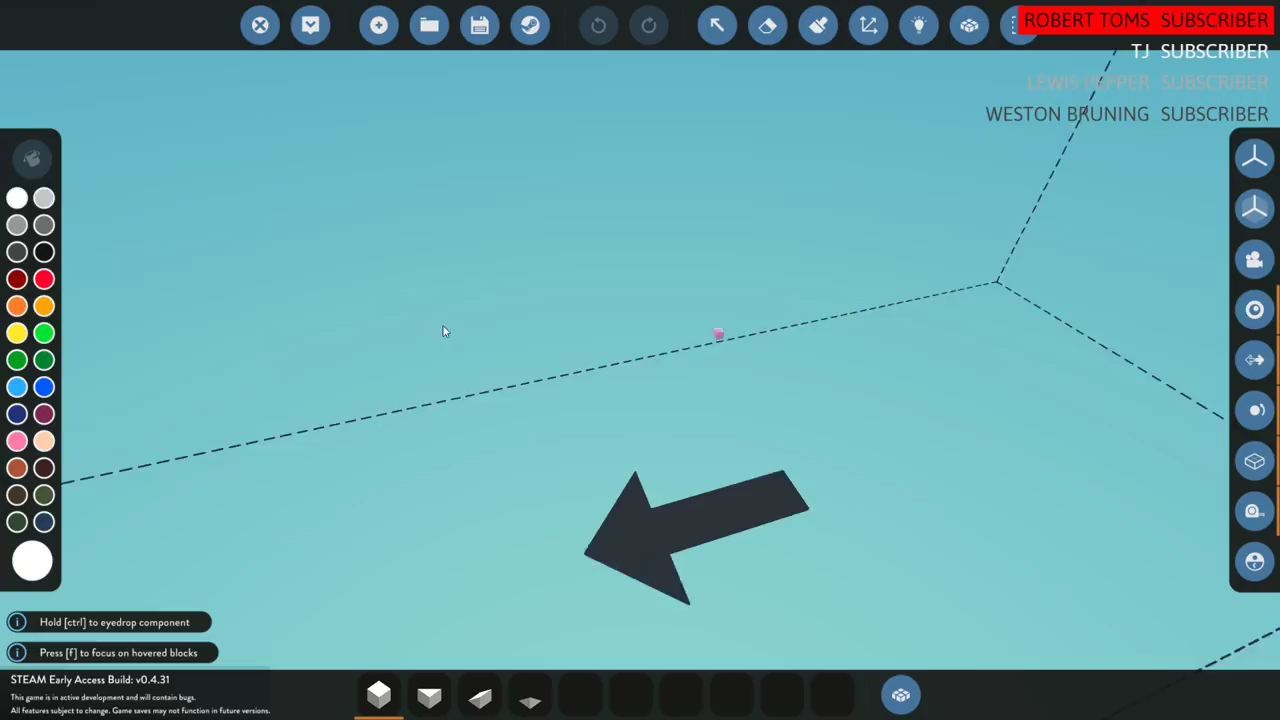 ROBERT TOMS SUBSCRIBER
TJ SUBSCRIBER
LEWIS PEPPER SUBSCRIBER
WESTON BRUNING SUBSCRIBER
Hold [ctrl] to eyedrop component
Press [f] to focus on hovered blocks
STEAM Early Access Build: v0.4.31
This game is in active development and will contain bugs.
All features subject to change. Game saves may not function in future versions.